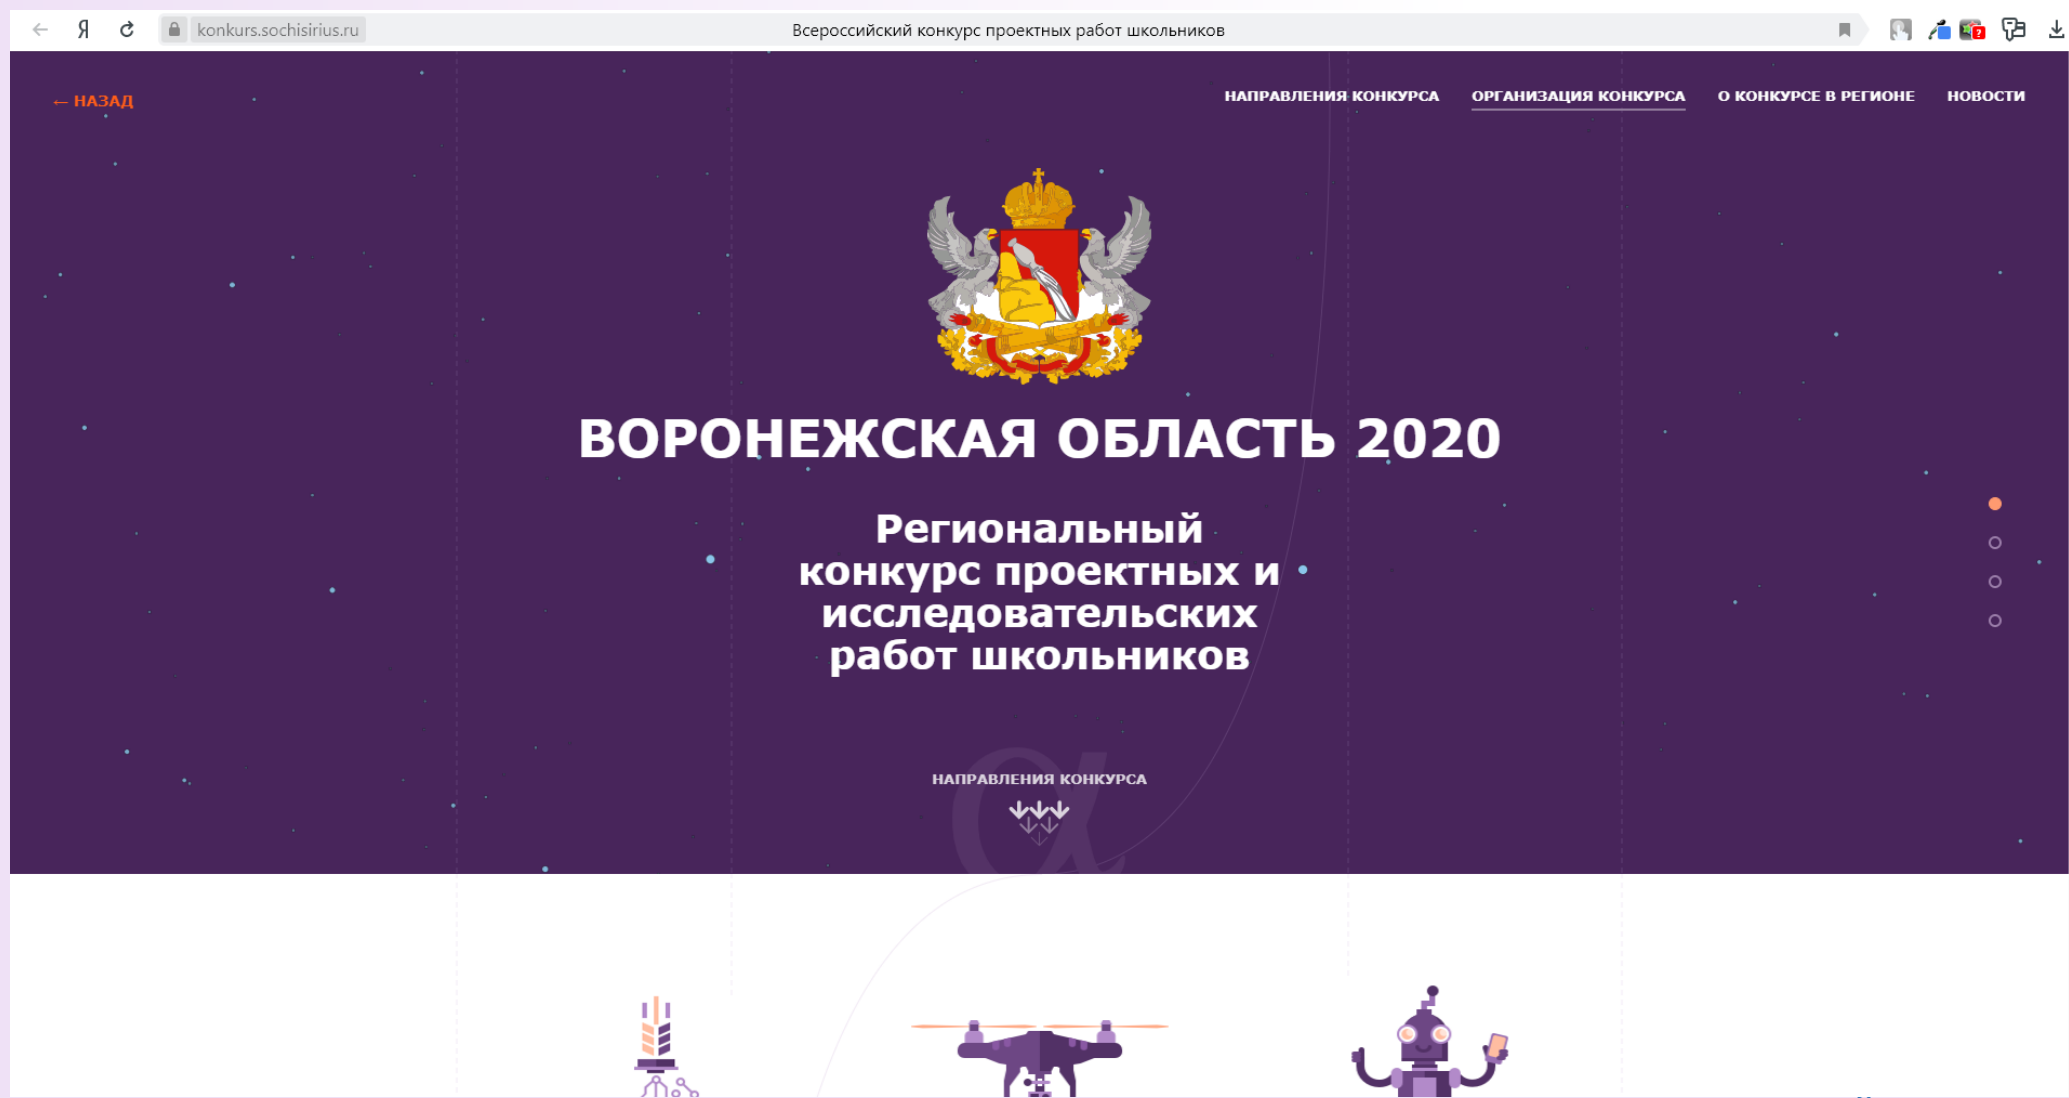 Я
konkurs.sochisirius.ru
Всероссийский конкурс проектных работ школьников
← НАЗАД
НАПРАВЛЕНИЯ КОНКУРСА
ОРГАНИЗАЦИЯ КОНКУРСА
О КОНКУРСЕ В РЕГИОНЕ
НОВОСТИ
ВОРОНЕЖСКАЯ ОБЛАСТЬ 2020
Региональный
конкурс проектных и
исследовательских
работ школьников
НАПРАВЛЕНИЯ КОНКУРСА
α